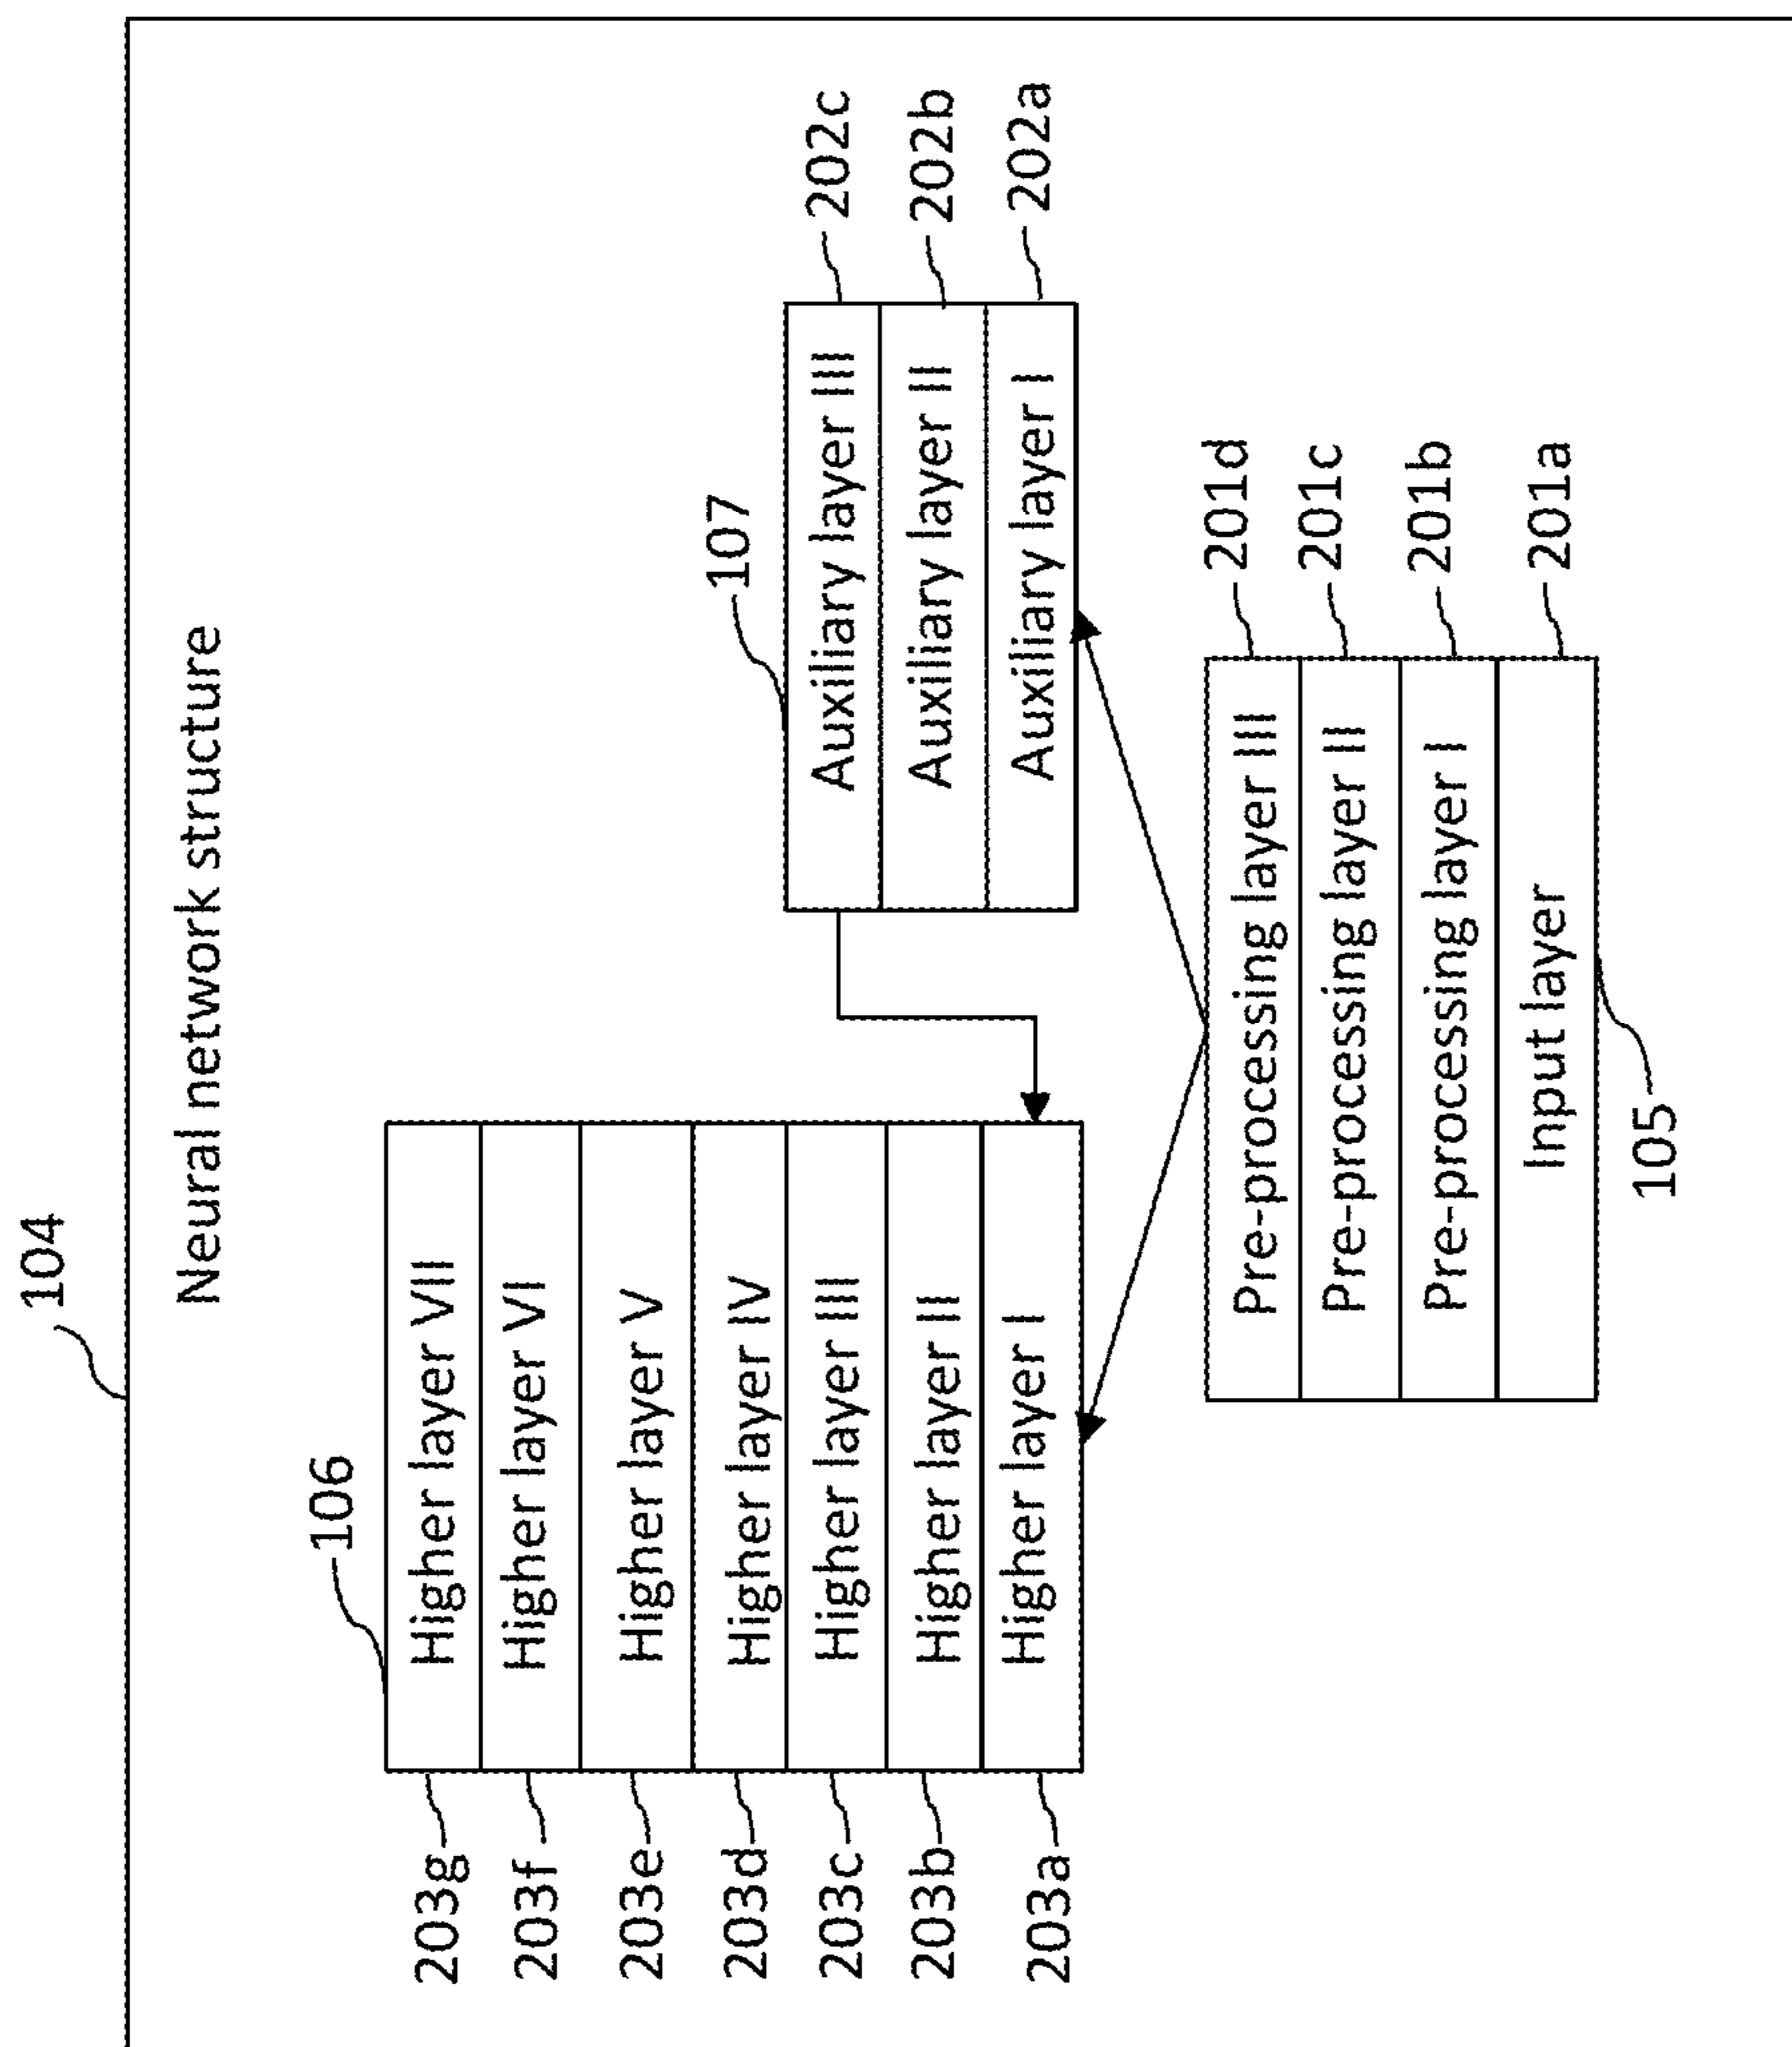 104
Neural network structure
106
203g
Higher layer VII
203f
Higher layer VI
203e
Higher layer V
203d
Higher layer IV
203c
Higher layer III
203b
Higher layer II
203a
Higher layer I
107
Auxiliary layer III
202c
Auxiliary layer II
202b
Auxiliary layer I
202a
Pre-processing layer III
201d
Pre-processing layer II
201c
Pre-processing layer I
201b
Input layer
201a
105